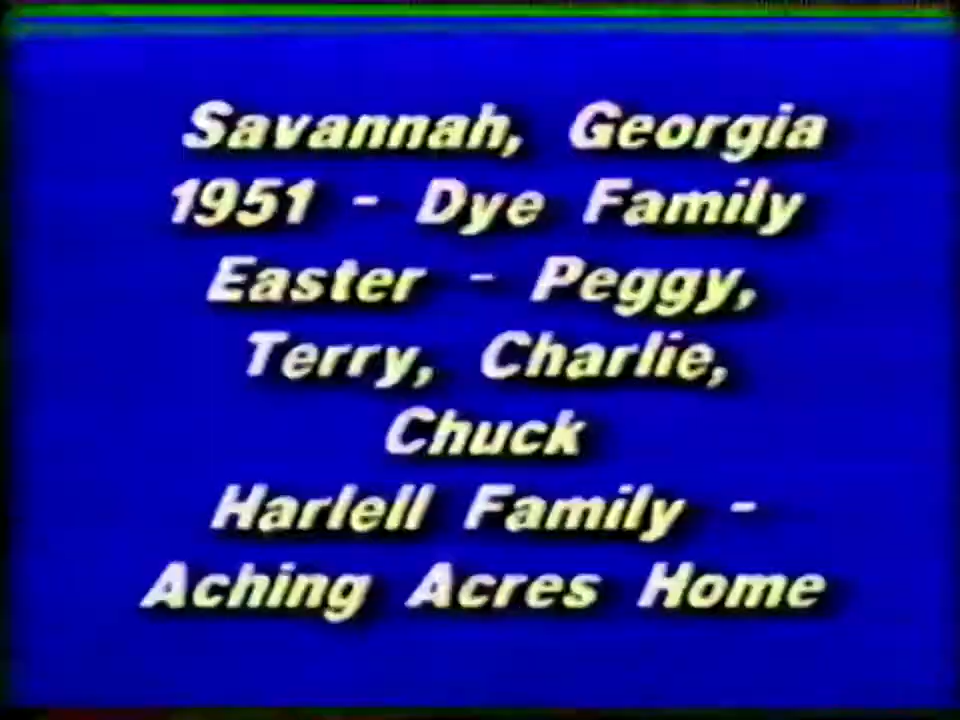 Savannah, Georgia
1951 - Dye Family
Easter - Peggy,
Terry, Charlie,
Chuck
Harlell Family -
Aching Acres Home